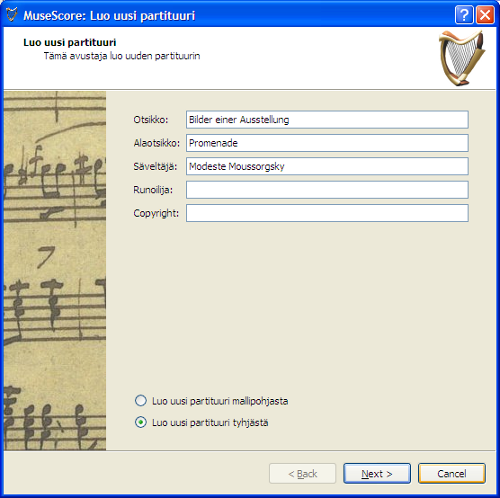 MuseScore: Luo uusi partituuri
Luo uusi partituuri
Tämä avustaja luo uuden partituurin
Otsikko: Bilder einer Ausstellung
Alaotsikko: Promenade
Säveltäjä: Modeste Moussorgsky
Runoilija:
Copyright:
Luo uusi partituuri mallipohjasta
Luo uusi partituuri tyhjästä
< Back Next > Cancel